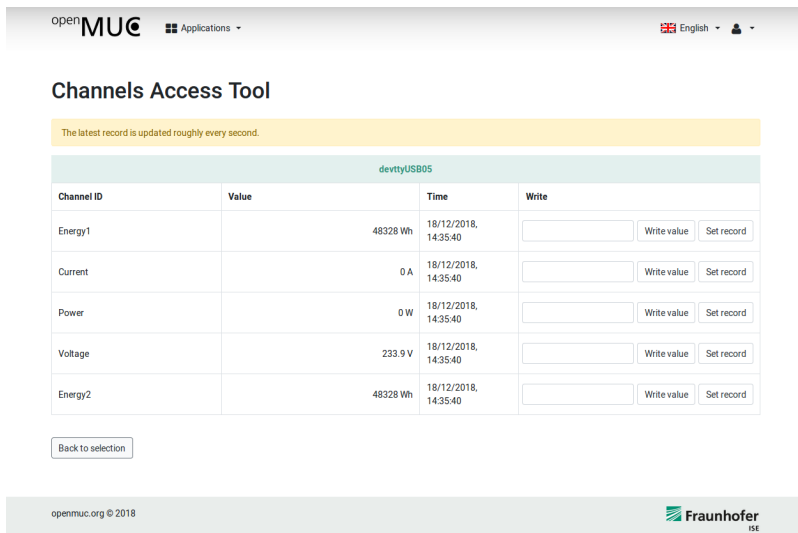 openMUC Applications English
Channels Access Tool
The latest record is updated roughly every second.
devttyUSB05
Channel ID Value Time Write
Energy1 48328 Wh 18/12/2018, 14:35:40 Write value Set record
Current 0 A 18/12/2018, 14:35:40 Write value Set record
Power 0 W 18/12/2018, 14:35:40 Write value Set record
Voltage 233.9 V 18/12/2018, 14:35:40 Write value Set record
Energy2 48328 Wh 18/12/2018, 14:35:40 Write value Set record
Back to selection
openmuc.org © 2018 Fraunhofer
ISE